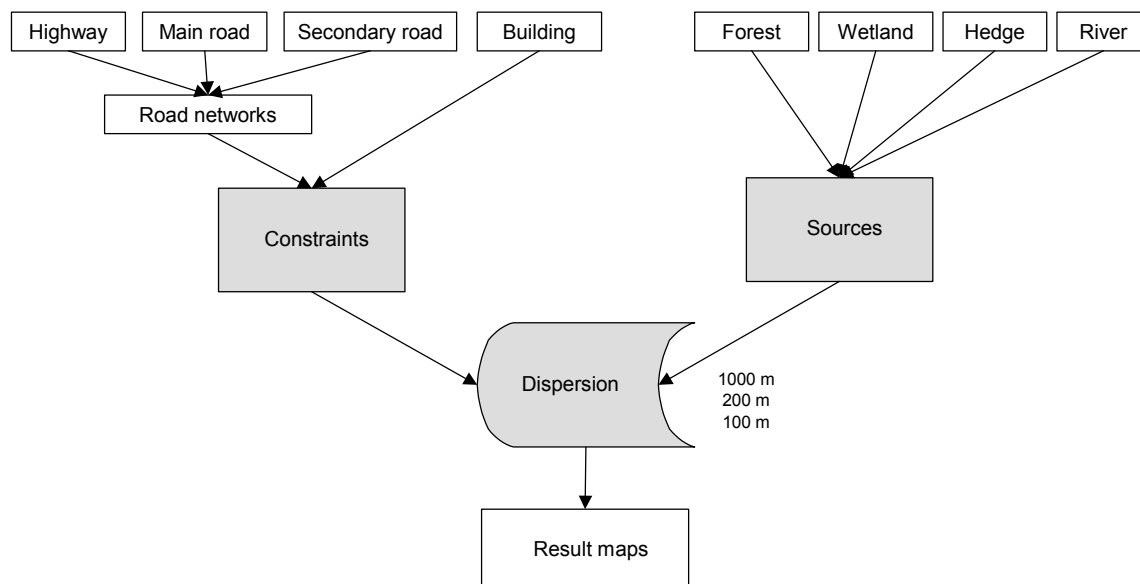 Highway
Main road
Secondary road
Building
Forest
Wetland
Hedge
River
Road networks
Constraints
Sources
Dispersion
1000 m
200 m
100 m
Result maps